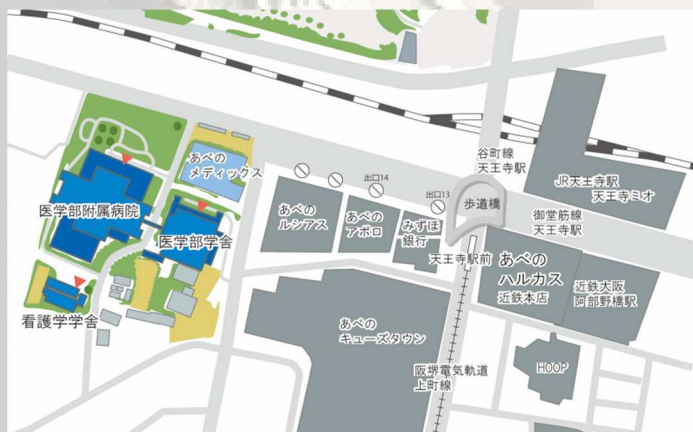 谷町線
天王寺駅
JR天王寺駅
天王寺ミオ
あべの
メディックス
出口14
出口13
歩道橋
御堂筋線
天王寺駅
医学部附属病院
医学部学舎
あべの
ルシアス
あべの
アポロ
みずほ
銀行
天王寺駅前
あべの
ハルカス
近鉄本店
近鉄大阪
阿部野橋駅
看護学学舎
あべの
キューズタウン
阪堺電気軌道
上町線
HOOP